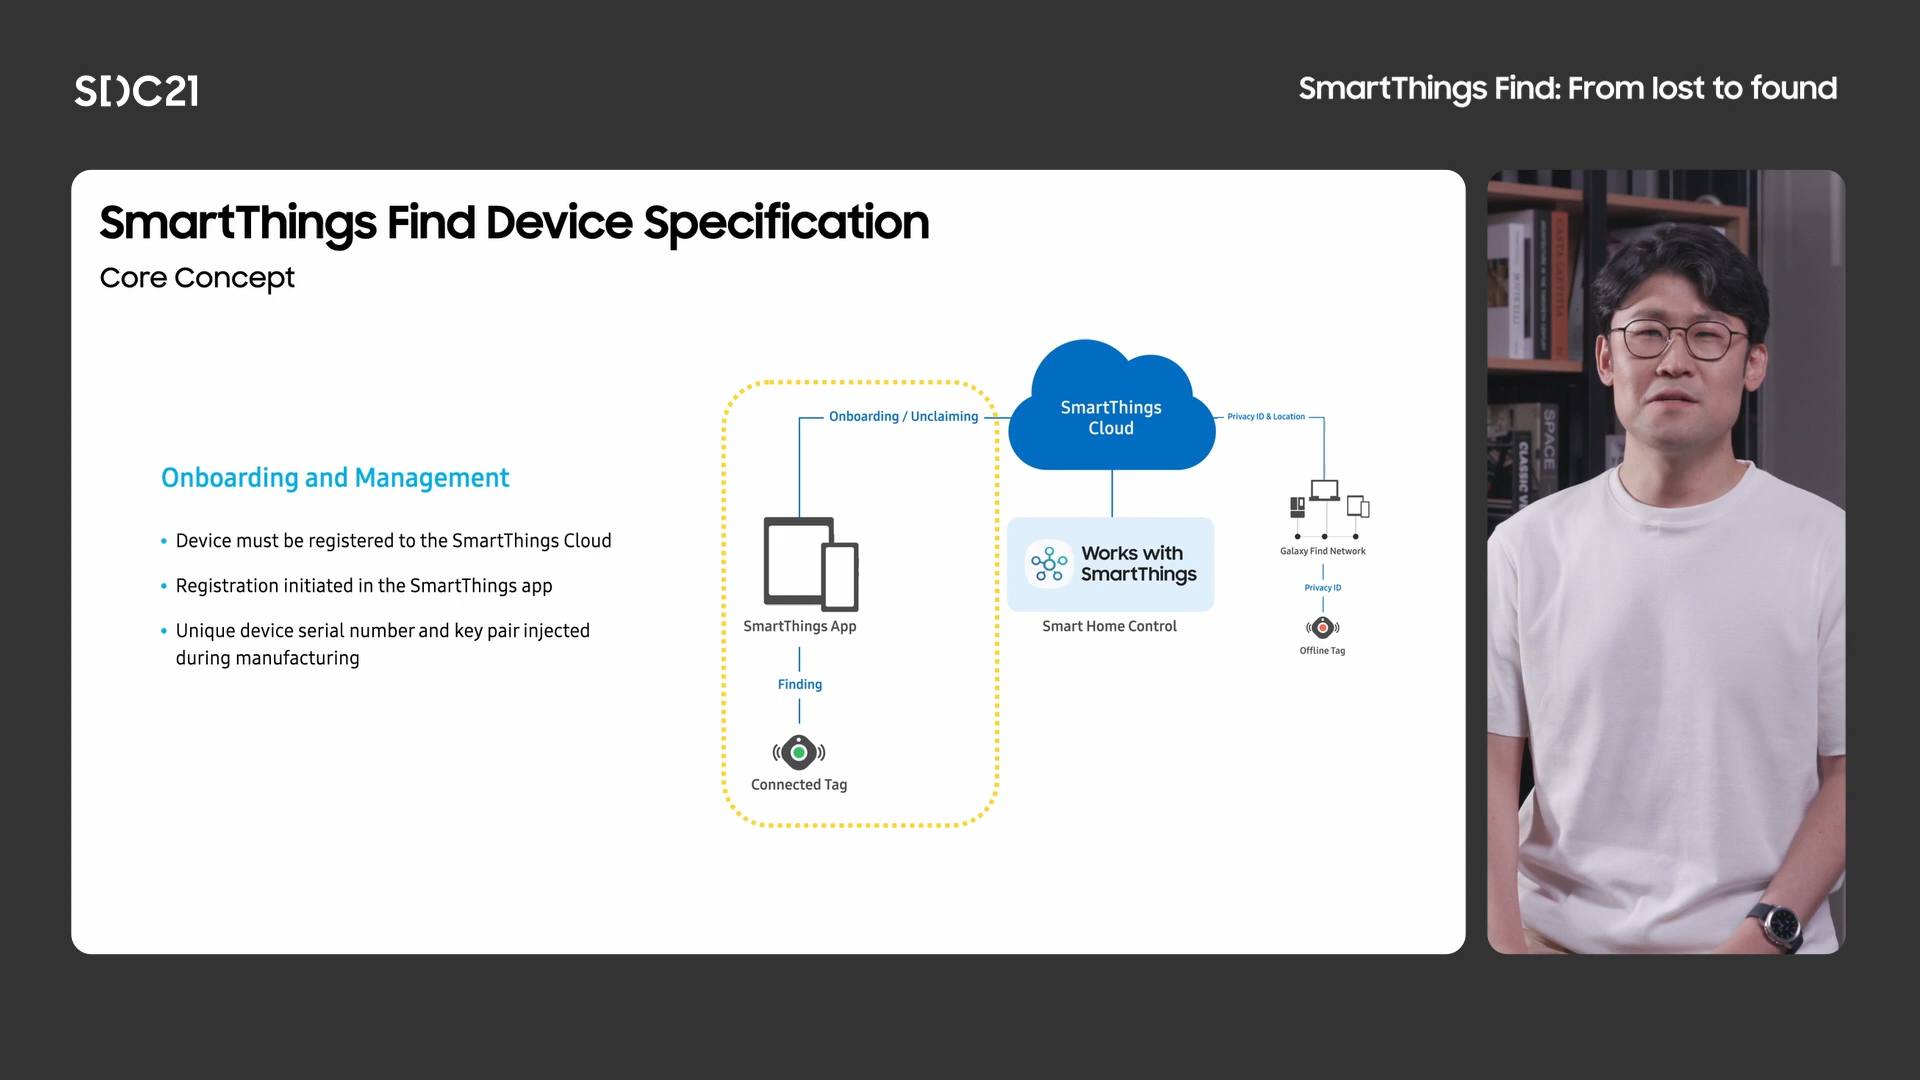 SDC21
SmartThings Find: From lost to found
SmartThings Find Device Specification
Core Concept
Onboarding and Management
• Device must be registered to the SmartThings Cloud
• Registration initiated in the SmartThings app
• Unique device serial number and key pair injected
during manufacturing
Onboarding / Unclaiming
SmartThings
Cloud
Privacy ID & Location
SmartThings App
Finding
Connected Tag
Works with
SmartThings
Smart Home Control
Galaxy Find Network
Privacy ID
Offline Tag
SPACE
CLASSIC